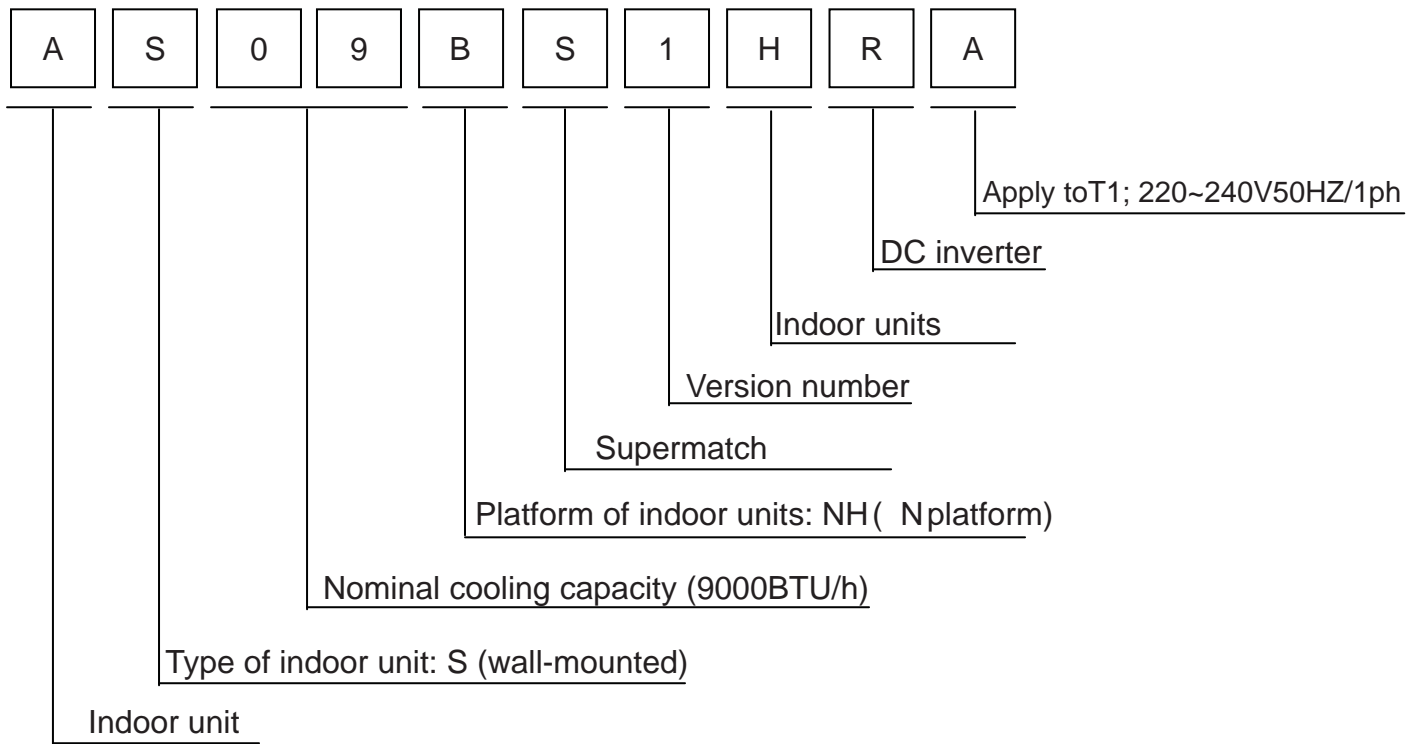 A S 0 9 B S 1 H R A
Apply toT1; 220~240V50HZ/1ph
DC inverter
Indoor units
Version number
Supermatch
Platform of indoor units: NH( Nplatform)
Nominal cooling capacity (9000BTU/h)
Type of indoor unit: S (wall-mounted)
Indoor unit